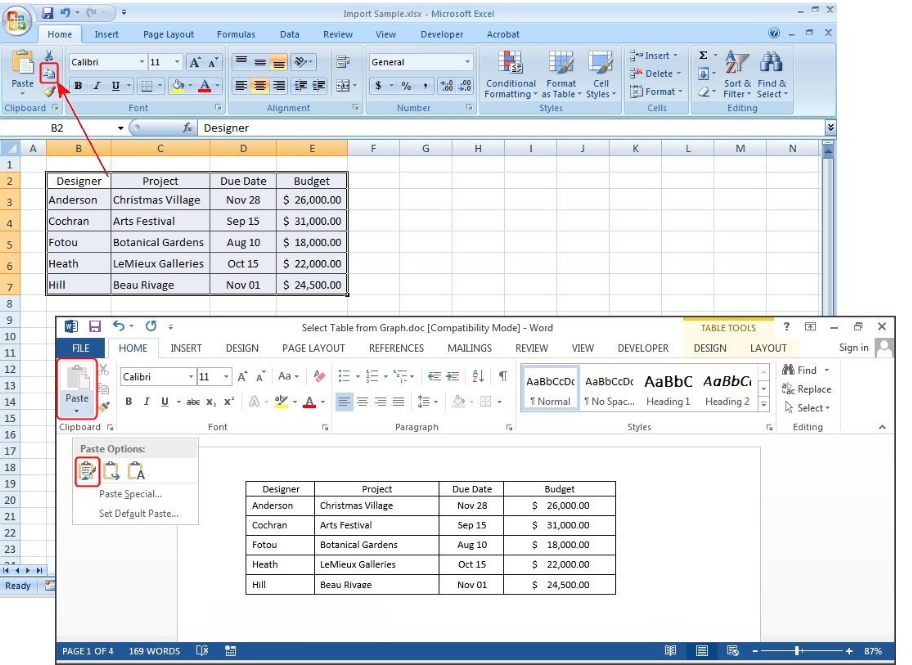 Import Sample.xlsx - Microsoft Excel
Home Insert Page Layout Formulas Data Review View Developer Acrobat
Calibri 11 A A General Insert Σ
Paste B I U A $ % , Conditional Formatting Format as Table Cell Styles Delete Format Sort & Filter Find & Select
Clipboard Font Alignment Number Styles Cells Editing
B2 fx Designer
A B C D E F G H I J K L M N
1
2 Designer Project Due Date Budget
3 Anderson Christmas Village Nov 28 $ 26,000.00
4 Cochran Arts Festival Sep 15 $ 31,000.00
5 Fotou Botanical Gardens Aug 10 $ 18,000.00
6 Heath LeMieux Galleries Oct 15 $ 22,000.00
7 Hill Beau Rivage Nov 01 $ 24,500.00
8
9
10
11
12
13
14
15
16
17
18
19
20
21
22
23
Ready
Select Table from Graph.doc [Compatibility Mode] - Word TABLE TOOLS ?
FILE HOME INSERT DESIGN PAGE LAYOUT REFERENCES MAILINGS REVIEW VIEW DEVELOPER DESIGN LAYOUT Sign in
Calibri 11 A A Aa AaBbCcDc AaBbCcDc AaBbC AaBbCc Find
Paste B I U abc X₂ X² A ab A ¶ Normal ¶ No Spac... Heading 1 Heading 2 Replace
Select
Clipboard Font Paragraph Styles Editing
Paste Options:
Paste Special...
Set Default Paste...
Designer Project Due Date Budget
Anderson Christmas Village Nov 28 $ 26,000.00
Cochran Arts Festival Sep 15 $ 31,000.00
Fotou Botanical Gardens Aug 10 $ 18,000.00
Heath LeMieux Galleries Oct 15 $ 22,000.00
Hill Beau Rivage Nov 01 $ 24,500.00
PAGE 1 OF 4 169 WORDS 87%